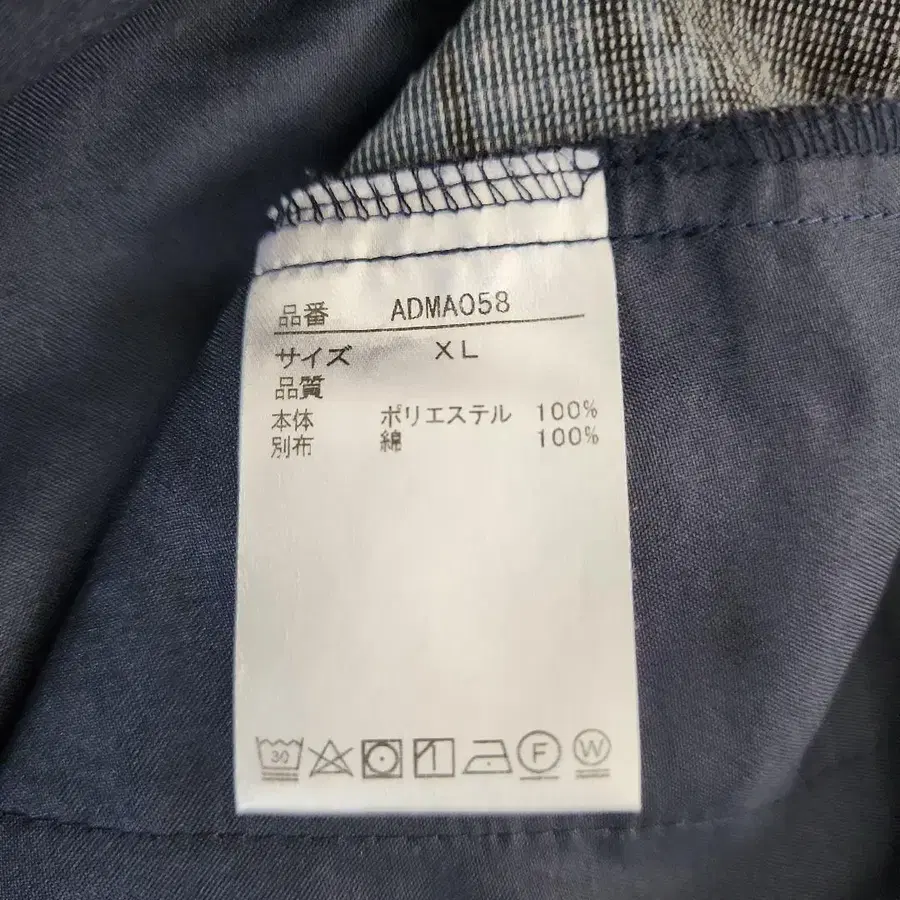 品番 ADMA058
サイズ XL
品質
本体 ポリエステル 100%
別布 綿 100%
30 F W